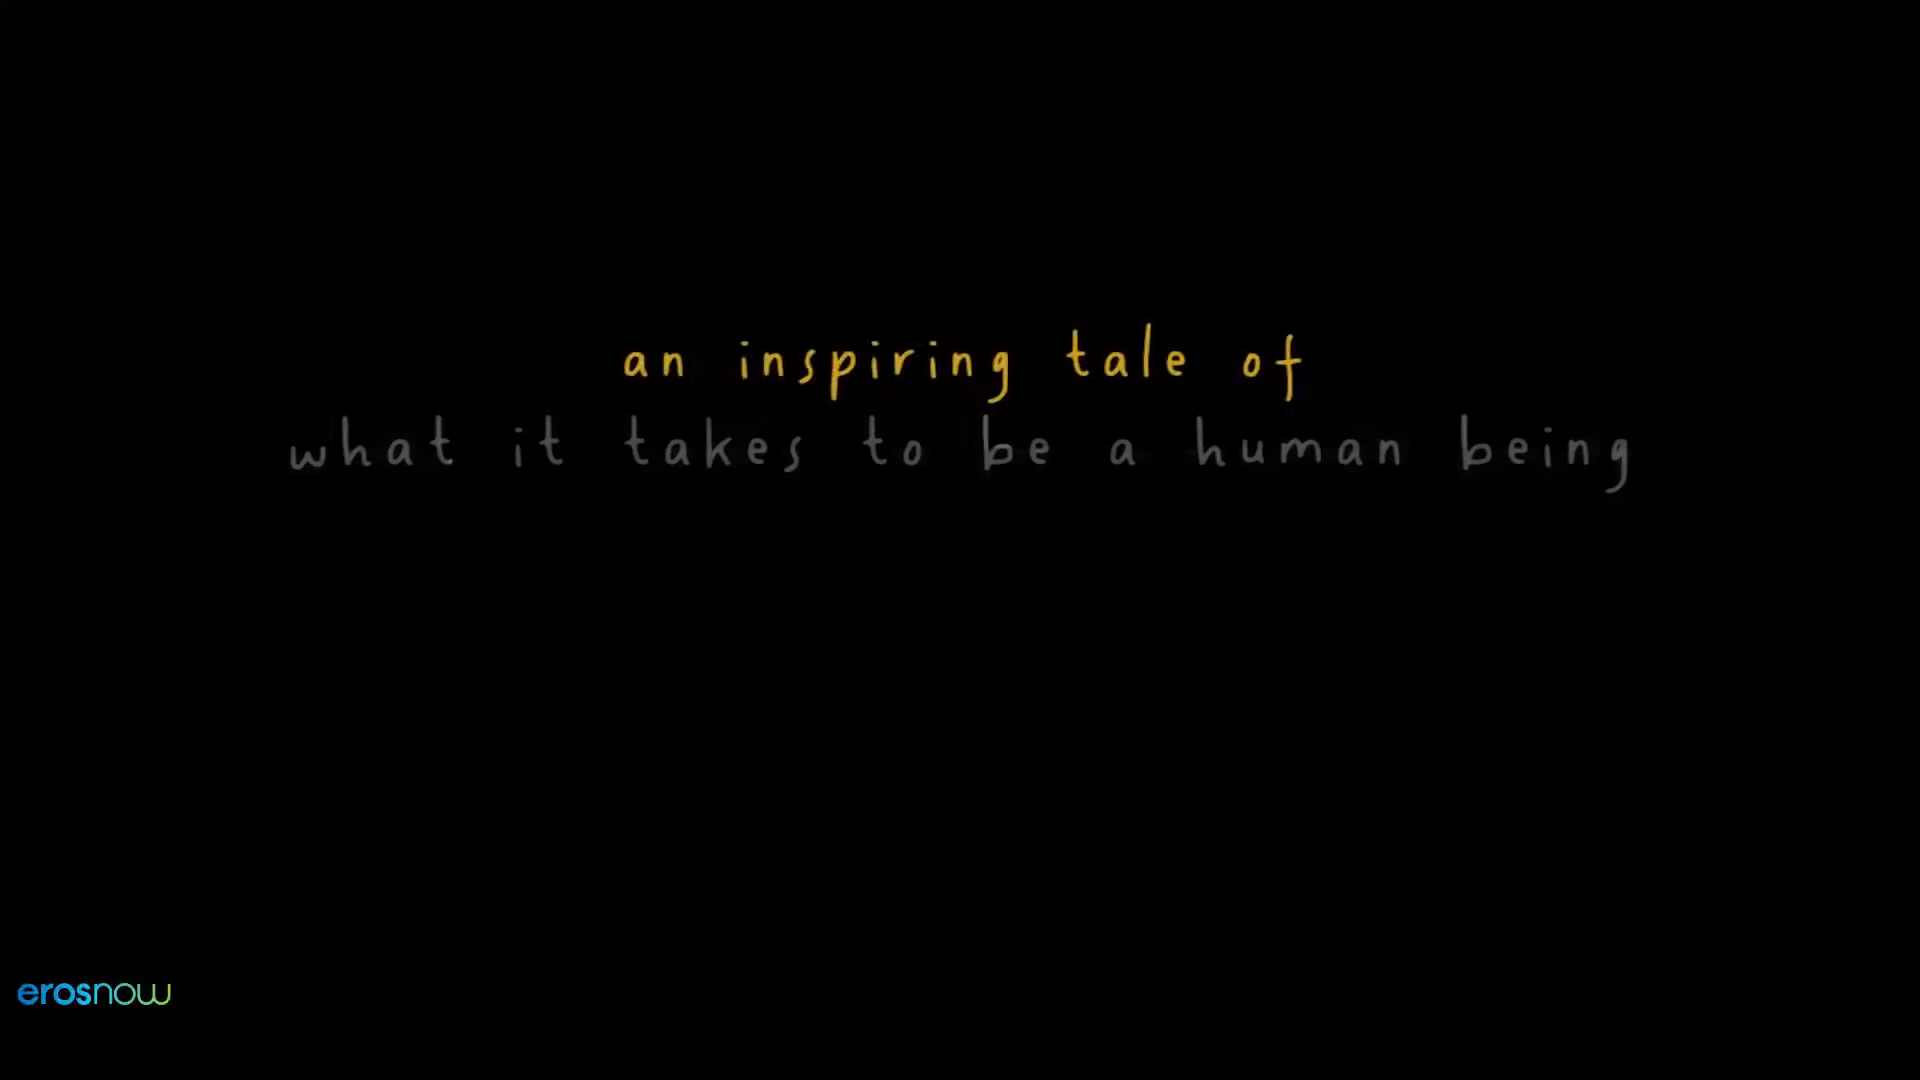 an inspiring tale of
what it takes to be a human being
erosnow